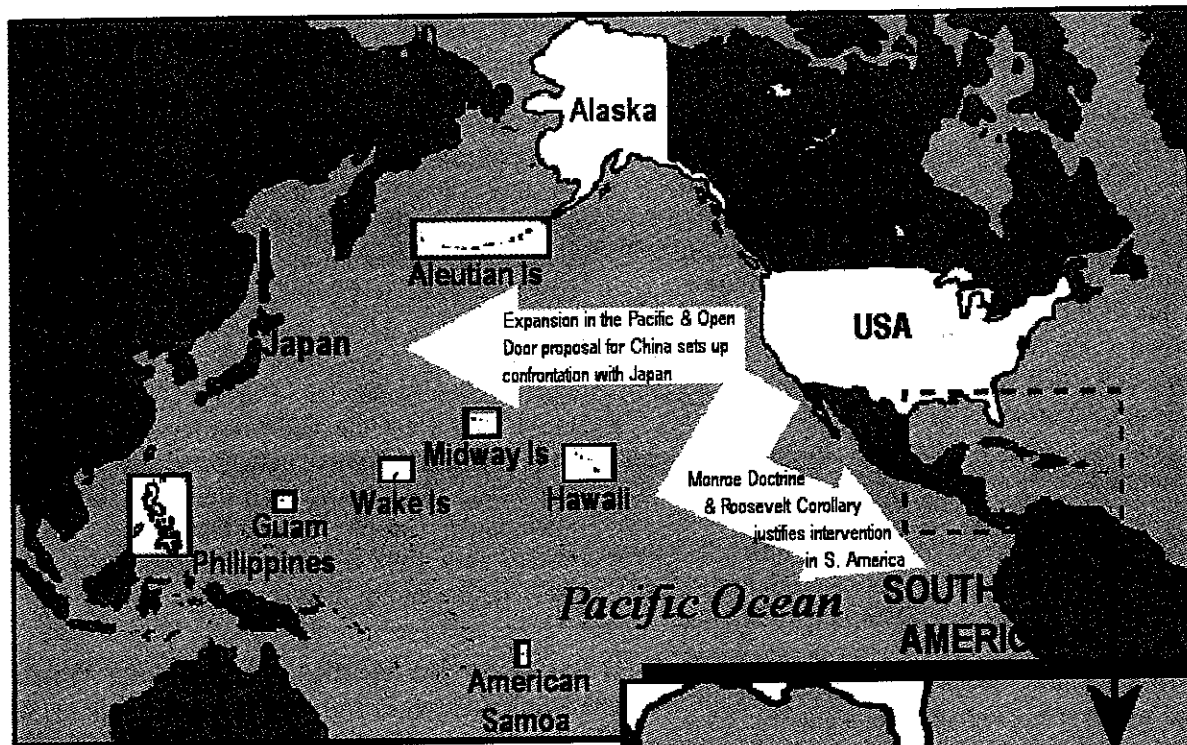 Alaska
Aleutian Is
USA
Expansion in the Pacific & Open
Door proposal for China sets up
confrontation with Japan
Japan
Midway Is
Hawaii
Wake Is
Guam
Philippines
Monroe Doctrine
& Roosevelt Corollary
justifies intervention
in S. America
Pacific Ocean
SOUTH
AMERIC
American
Samoa